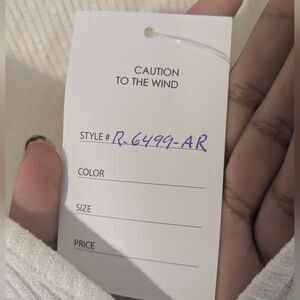 CAUTION
TO THE WIND
STYLE # R-6499-AR
COLOR
SIZE
PRICE